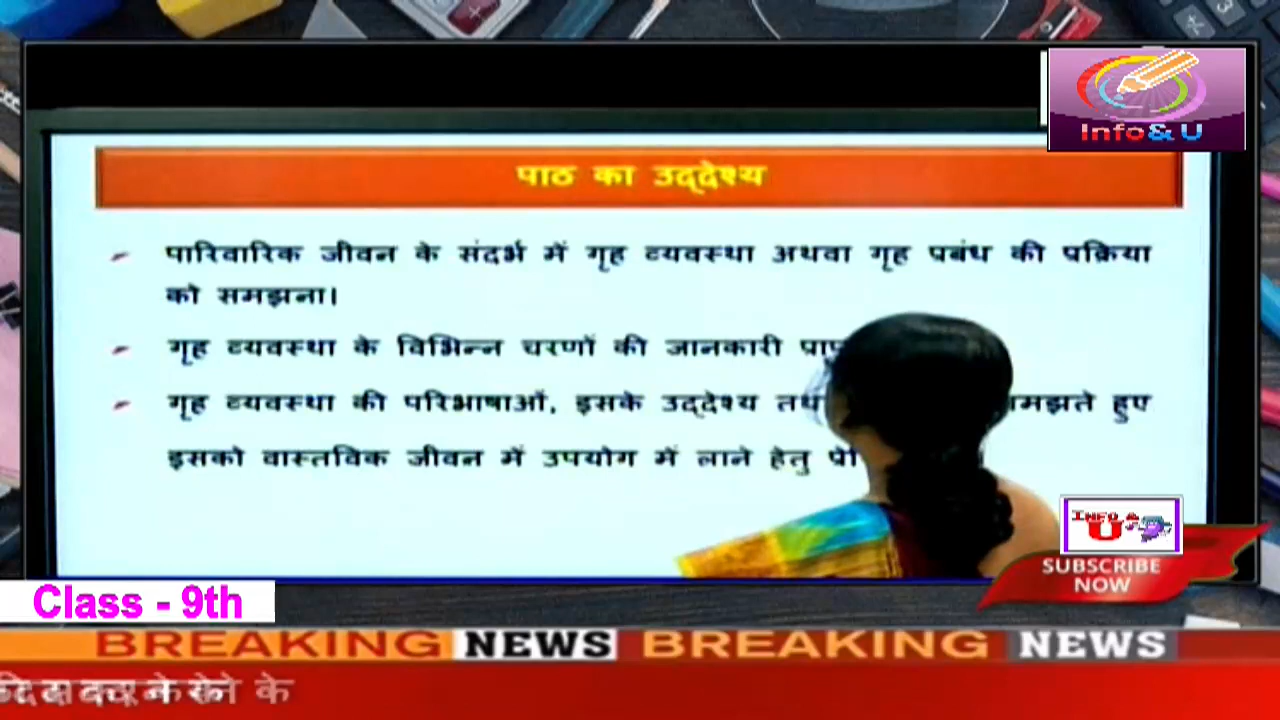 Info&U
पाठ का उद्देश्य
पारिवारिक जीवन के संदर्भ में गृह व्यवस्था अथवा गृह प्रबंध की प्रक्रिया
को समझना।
गृह व्यवस्था के विभिन्न चरणों की जानकारी
गृह व्यवस्था की परिभाषाओं, इसके उद्देश्य हुए
इसको वास्तविक जीवन में उपयोग में लाने हेतु
INFO &
U
SUBSCRIBE
NOW
Class - 9th
BREAKING NEWS BREAKING NEWS
के